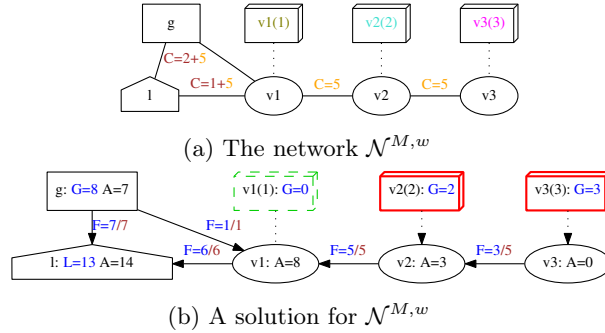 g v1(1) v2(2) v3(3)
C=2+5
C=1+5 C=5 C=5
l v1 v2 v3
(a) The network 𝒩^{M,w}
g: G=8 A=7 v1(1): G=0 v2(2): G=2 v3(3): G=3
F=7/7 F=1/1
F=6/6 F=5/5 F=3/5
l: L=13 A=14 v1: A=8 v2: A=3 v3: A=0
(b) A solution for 𝒩^{M,w}